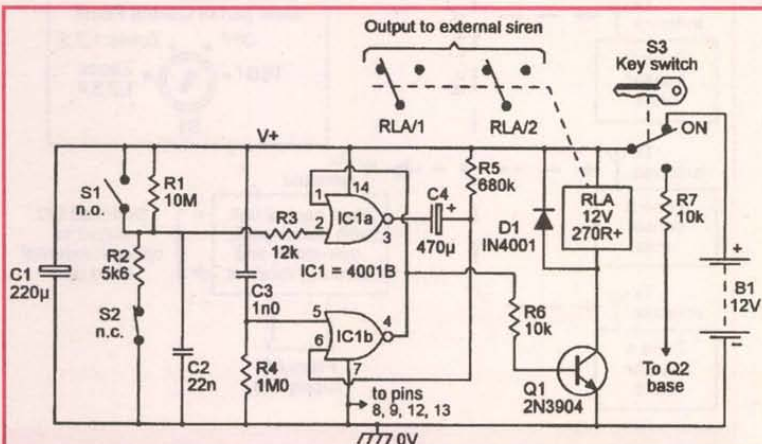 Output to external siren
S3
Key switch
RLA/1
RLA/2
ON
V+
S1
n.o.
R1
10M
1
14
2
3
IC1a
C4
+
470µ
R5
680k
D1
IN4001
RLA
12V
270R+
R7
10k
R3
12k
IC1 = 4001B
C1
220µ
R2
5k6
S2
n.c.
C3
1n0
5
6
IC1b
4
7
R6
10k
+
B1
12V
−
C2
22n
R4
1M0
to pins
8, 9, 12, 13
Q1
2N3904
To Q2
base
0V